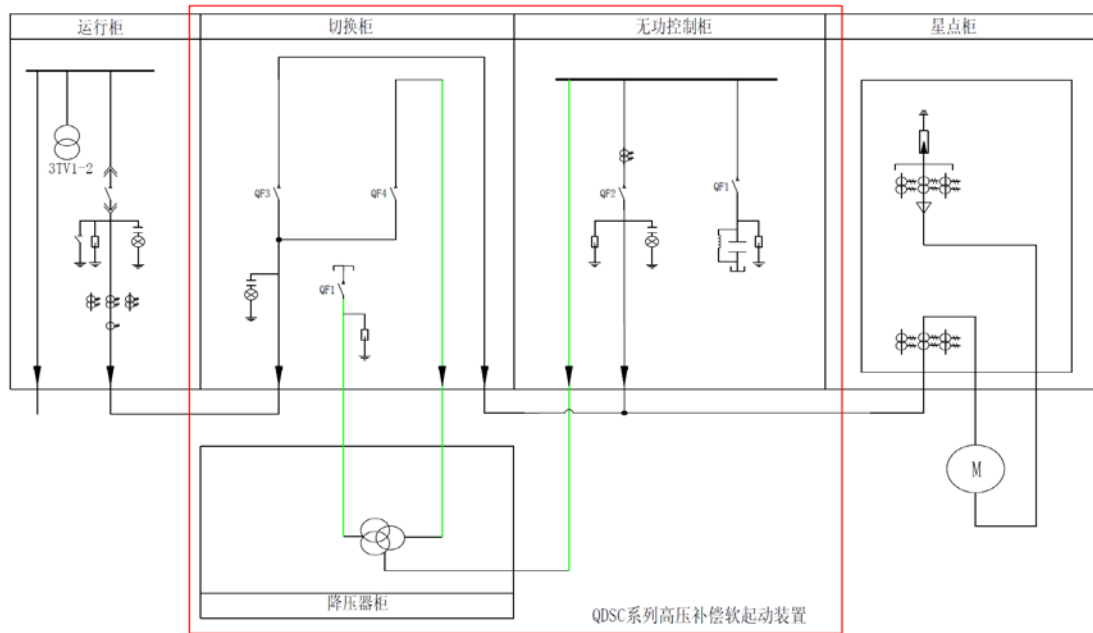 运行柜
切换柜
无功控制柜
星点柜
3TV1-2
QF3
QF4
QF2
QF1
QF1
M
降压器柜
QDSC系列高压补偿软起动装置